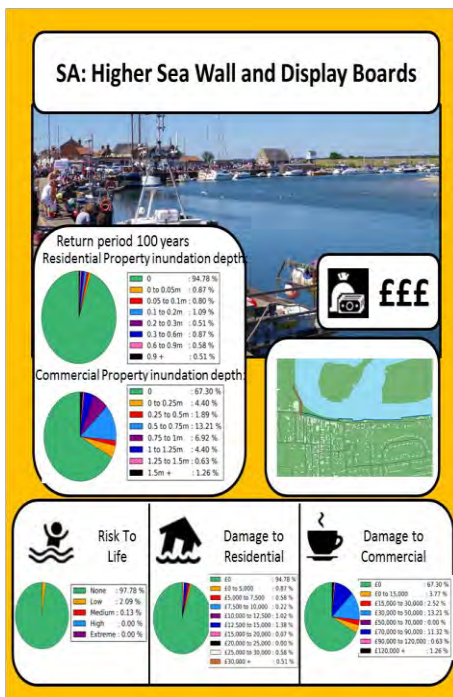 SA: Higher Sea Wall and Display Boards
Return period 100 years
Residential Property inundation depth:
0 : 94.78 %
0 to 0.05m : 0.87 %
0.05 to 0.1m : 0.80 %
0.1 to 0.2m : 1.09 %
0.2 to 0.3m : 0.51 %
0.3 to 0.6m : 0.87 %
0.6 to 0.9m : 0.58 %
0.9 + : 0.51 %
£££
Commercial Property inundation depth:
0 : 67.30 %
0 to 0.25m : 4.40 %
0.25 to 0.5m : 1.89 %
0.5 to 0.75m : 13.21 %
0.75 to 1m : 6.92 %
1 to 1.25m : 4.40 %
1.25 to 1.5m : 0.63 %
1.5m + : 1.26 %
Risk To
Life
None : 97.78 %
Low : 2.09 %
Medium : 0.13 %
High : 0.00 %
Extreme : 0.00 %
Damage to
Residential
£0 : 94.78 %
£0 to 5,000 : 0.87 %
£5,000 to 7,500 : 0.58 %
£7,500 to 10,000 : 0.22 %
£10,000 to 12,500 : 1.02 %
£12,500 to 15,000 : 1.38 %
£15,000 to 20,000 : 0.07 %
£20,000 to 25,000 : 0.00 %
£25,000 to 30,000 : 0.58 %
£30,000 + : 0.51 %
Damage to
Commercial
£0 : 67.30 %
£0 to 15,000 : 3.77 %
£15,000 to 30,000 : 2.52 %
£30,000 to 50,000 : 13.21 %
£50,000 to 70,000 : 0.00 %
£70,000 to 90,000 : 11.32 %
£90,000 to 120,000 : 0.63 %
£120,000 + : 1.26 %